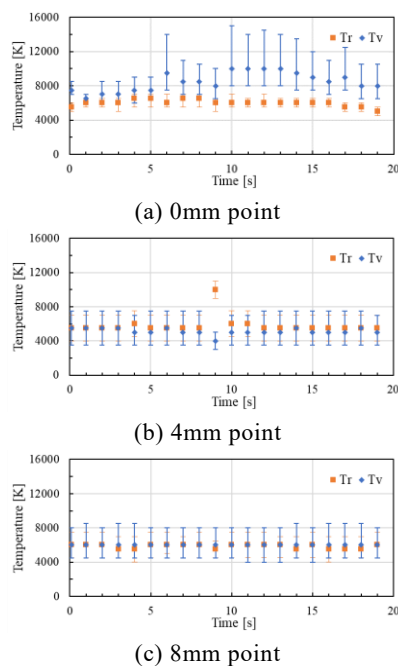 16000
12000
8000
4000
0
Temperature [K]
Tr Tv
0 5 10 15 20
Time [s]
(a) 0mm point
16000
12000
8000
4000
0
Temperature [K]
Tr Tv
0 5 10 15 20
Time [s]
(b) 4mm point
16000
12000
8000
4000
0
Temperature [K]
Tr Tv
0 5 10 15 20
Time [s]
(c) 8mm point